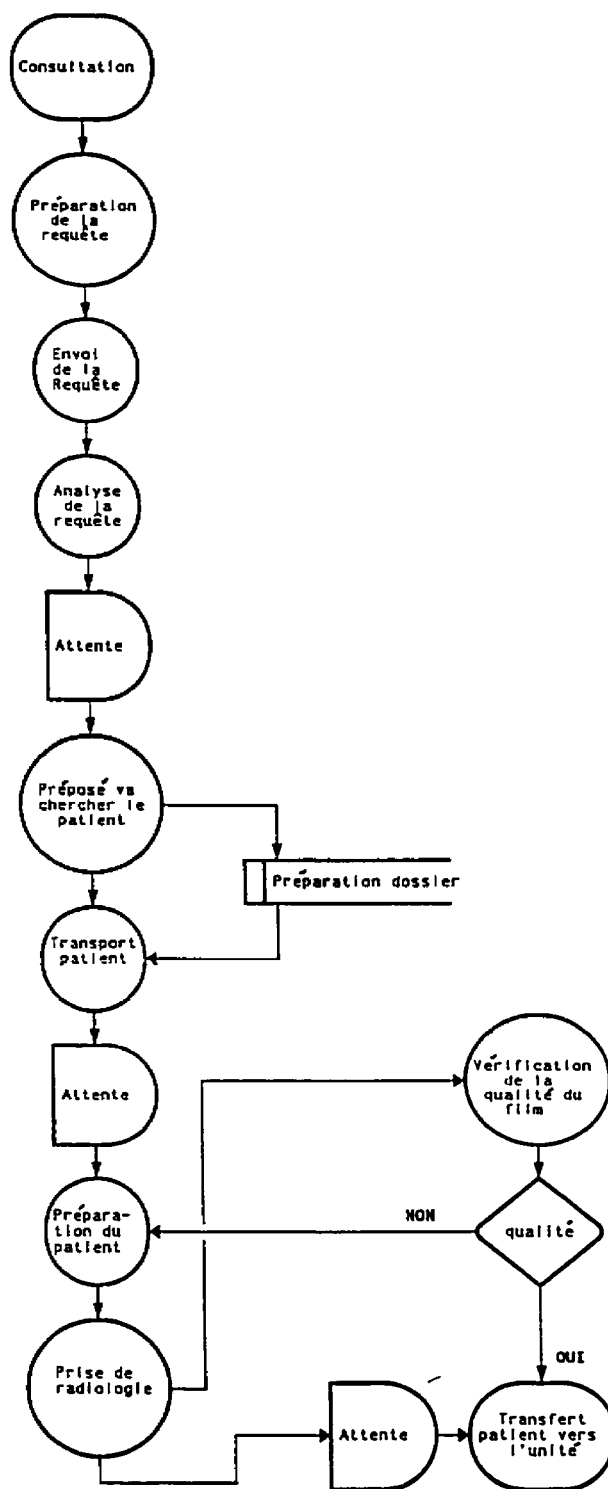 Consultation
Préparation
de la
requête
Envoi
de la
Requête
Analyse
de la
requête
Attente
Préposé va
chercher le
patient
Préparation dossier
Transport
patient
Attente
Vérification
de la
qualité du
film
Prépara-
tion du
patient
NON
qualité
OUI
Prise de
radiologie
Attente
Transfert
patient vers
l'unité